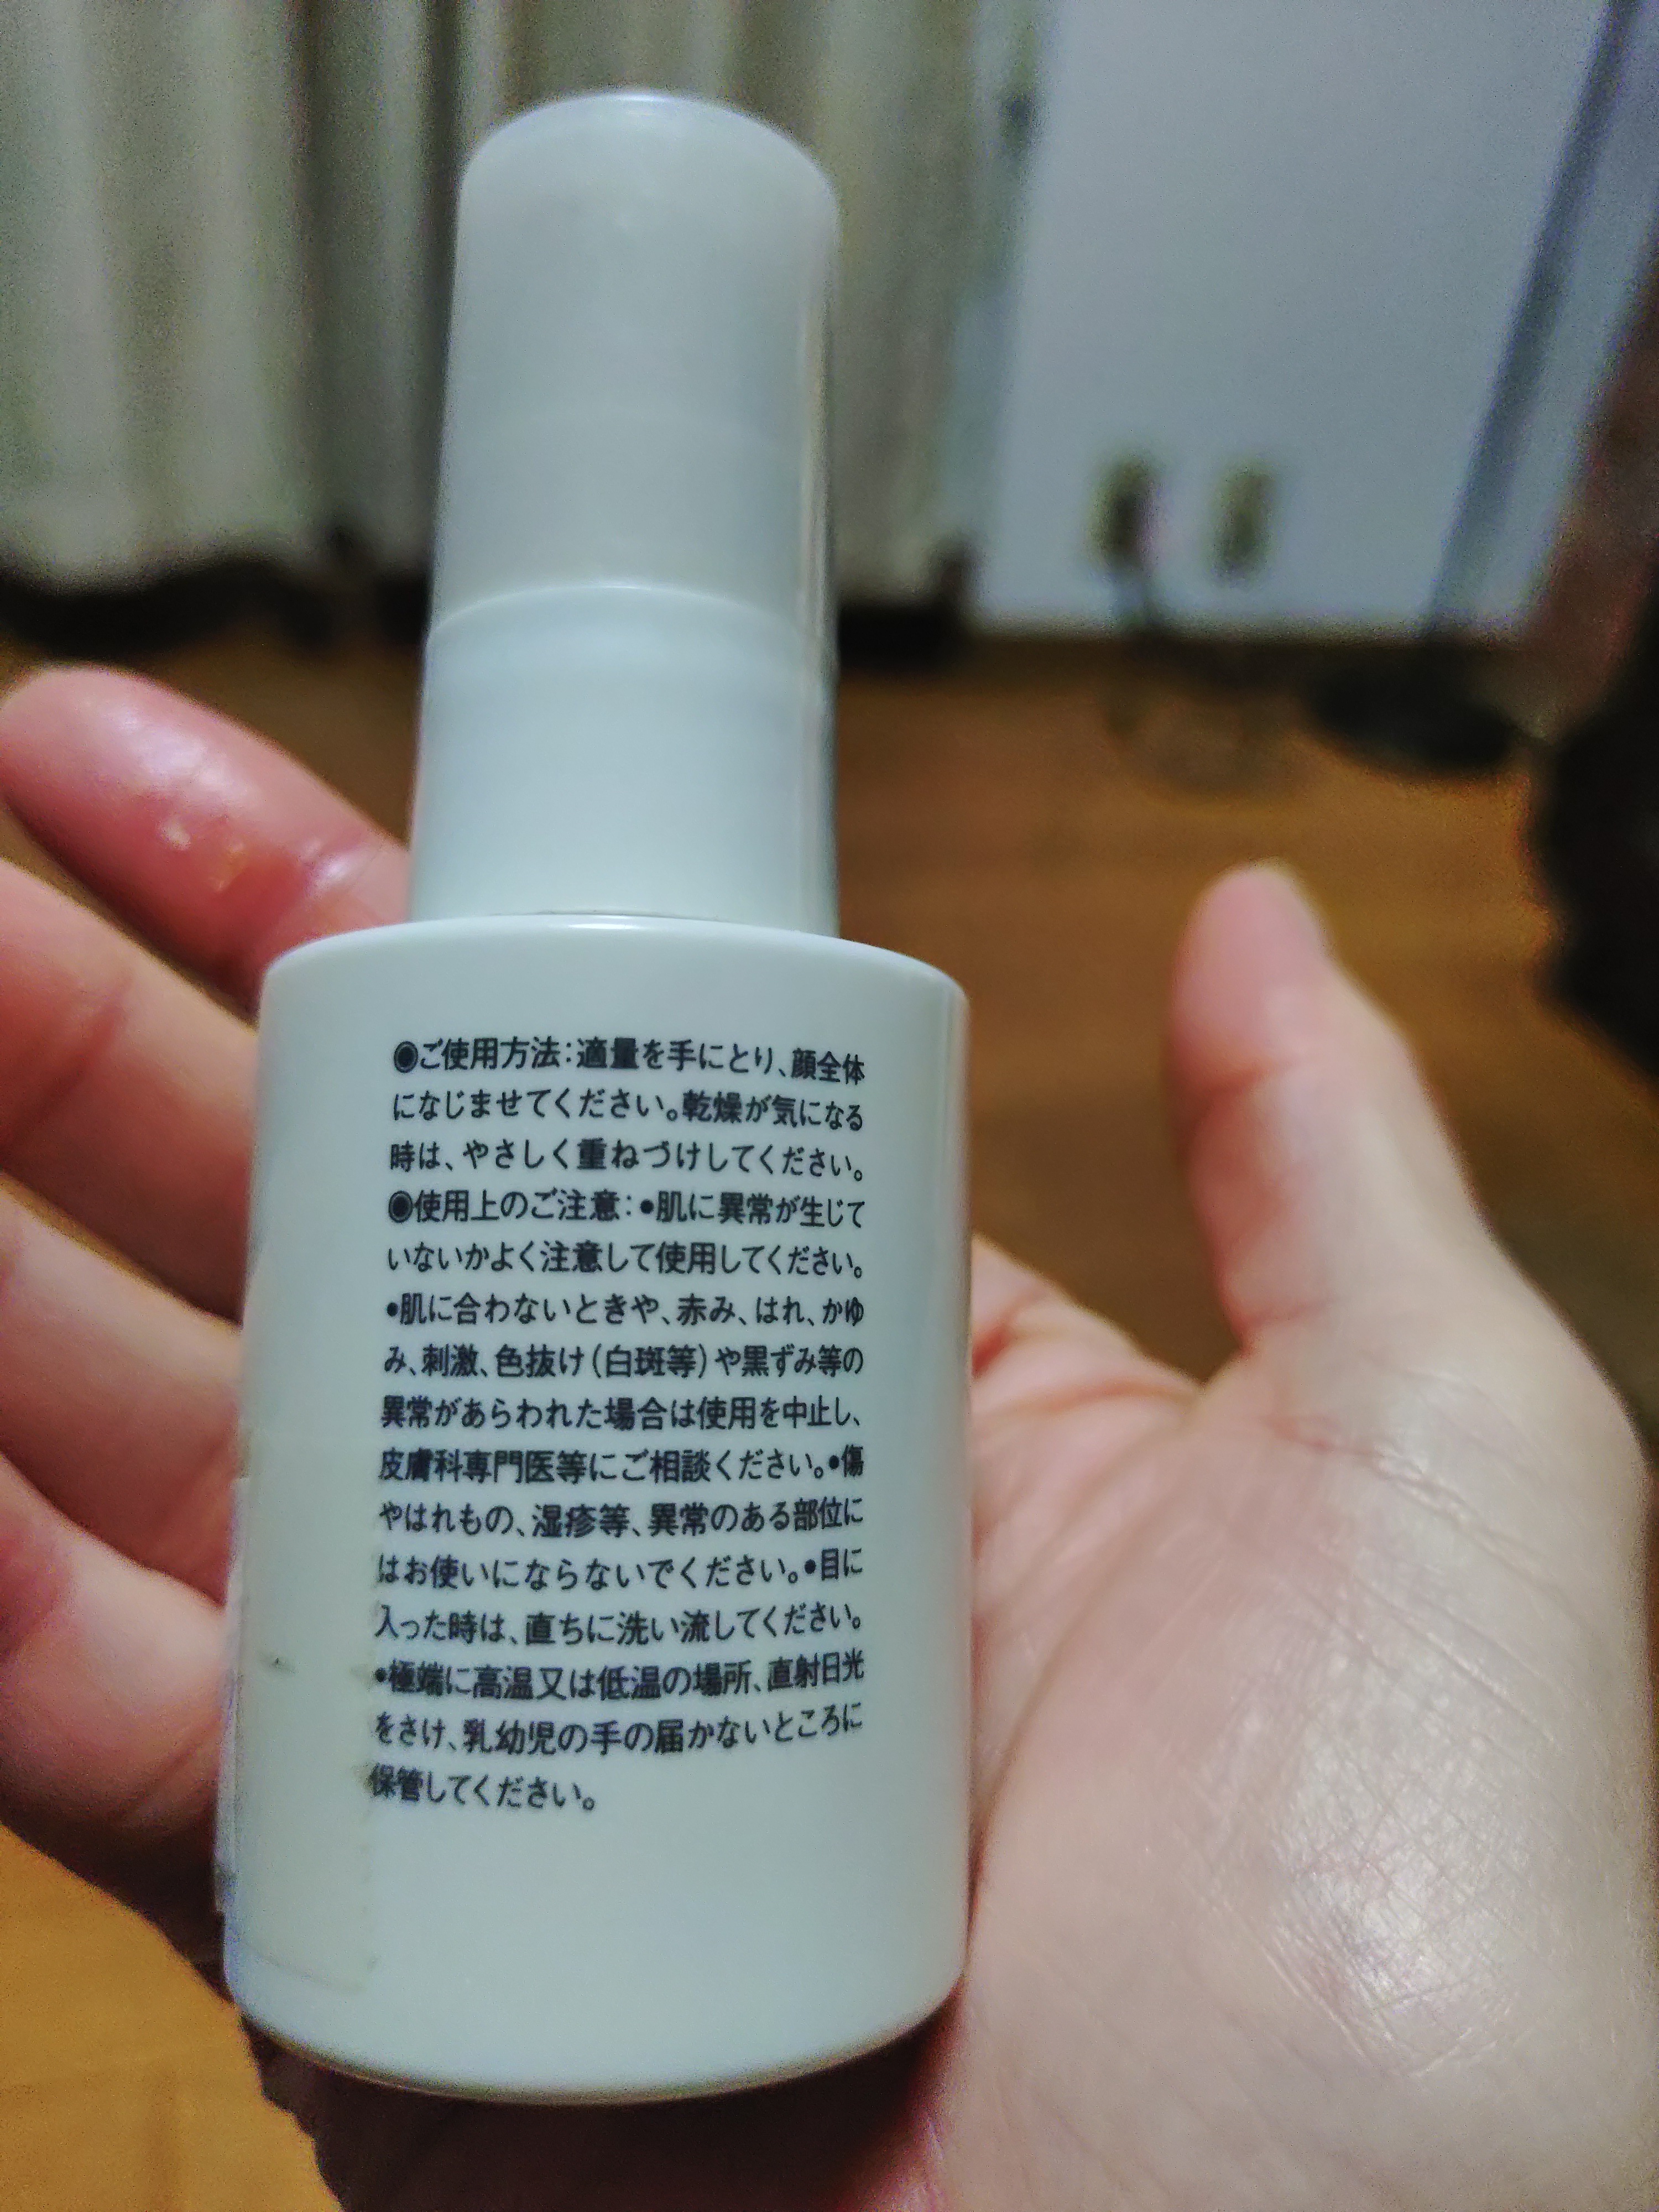 ◉ご使用方法：適量を手にとり、顔全体
になじませてください。乾燥が気になる
時は、やさしく重ねづけしてください。
◉使用上のご注意：●肌に異常が生じて
いないかよく注意して使用してください。
●肌に合わないときや、赤み、はれ、かゆ
み、刺激、色抜け（白斑等）や黒ずみ等の
異常があらわれた場合は使用を中止し、
皮膚科専門医等にご相談ください。●傷
やはれもの、湿疹等、異常のある部位に
はお使いにならないでください。●目に
入った時は、直ちに洗い流してください。
●極端に高温又は低温の場所、直射日光
をさけ、乳幼児の手の届かないところに
保管してください。